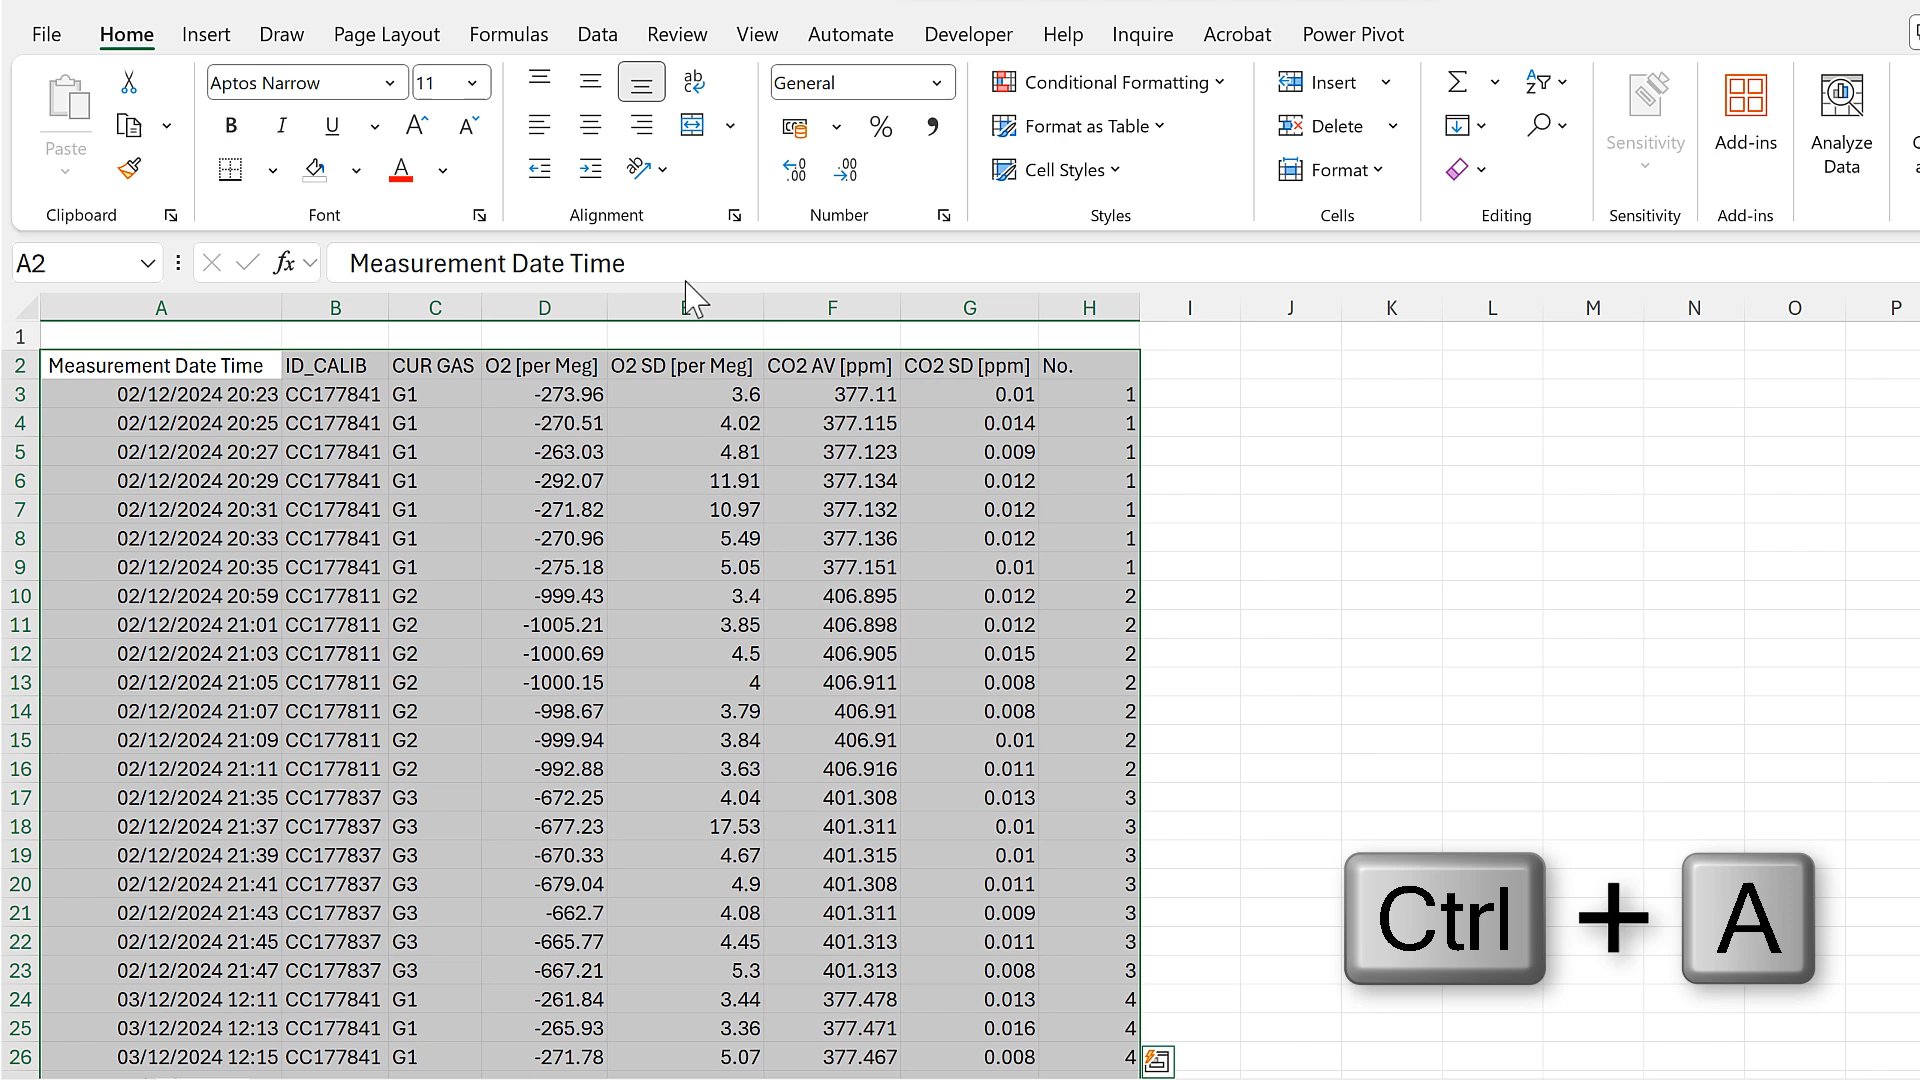 File Home Insert Draw Page Layout Formulas Data Review View Automate Developer Help Inquire Acrobat Power Pivot
Aptos Narrow 11 ab General Conditional Formatting Insert
Paste B I U A A % Format as Table Delete Sensitivity Add-ins Analyze Data
A .00 .00 Cell Styles Format
Clipboard Font Alignment Number Styles Cells Editing Sensitivity Add-ins
A2 fx Measurement Date Time
A B C D E F G H I J K L M N O P
1
2 Measurement Date Time ID_CALIB CUR GAS O2 [per Meg] O2 SD [per Meg] CO2 AV [ppm] CO2 SD [ppm] No.
3 02/12/2024 20:23 CC177841 G1 -273.96 3.6 377.11 0.01 1
4 02/12/2024 20:25 CC177841 G1 -270.51 4.02 377.115 0.014 1
5 02/12/2024 20:27 CC177841 G1 -263.03 4.81 377.123 0.009 1
6 02/12/2024 20:29 CC177841 G1 -292.07 11.91 377.134 0.012 1
7 02/12/2024 20:31 CC177841 G1 -271.82 10.97 377.132 0.012 1
8 02/12/2024 20:33 CC177841 G1 -270.96 5.49 377.136 0.012 1
9 02/12/2024 20:35 CC177841 G1 -275.18 5.05 377.151 0.01 1
10 02/12/2024 20:59 CC177811 G2 -999.43 3.4 406.895 0.012 2
11 02/12/2024 21:01 CC177811 G2 -1005.21 3.85 406.898 0.012 2
12 02/12/2024 21:03 CC177811 G2 -1000.69 4.5 406.905 0.015 2
13 02/12/2024 21:05 CC177811 G2 -1000.15 4 406.911 0.008 2
14 02/12/2024 21:07 CC177811 G2 -998.67 3.79 406.91 0.008 2
15 02/12/2024 21:09 CC177811 G2 -999.94 3.84 406.91 0.01 2
16 02/12/2024 21:11 CC177811 G2 -992.88 3.63 406.916 0.011 2
17 02/12/2024 21:35 CC177837 G3 -672.25 4.04 401.308 0.013 3
18 02/12/2024 21:37 CC177837 G3 -677.23 17.53 401.311 0.01 3
19 02/12/2024 21:39 CC177837 G3 -670.33 4.67 401.315 0.01 3
20 02/12/2024 21:41 CC177837 G3 -679.04 4.9 401.308 0.011 3
21 02/12/2024 21:43 CC177837 G3 -662.7 4.08 401.311 0.009 3
22 02/12/2024 21:45 CC177837 G3 -665.77 4.45 401.313 0.011 3
23 02/12/2024 21:47 CC177837 G3 -667.21 5.3 401.313 0.008 3
24 03/12/2024 12:11 CC177841 G1 -261.84 3.44 377.478 0.013 4
25 03/12/2024 12:13 CC177841 G1 -265.93 3.36 377.471 0.016 4
26 03/12/2024 12:15 CC177841 G1 -271.78 5.07 377.467 0.008 4
Ctrl + A